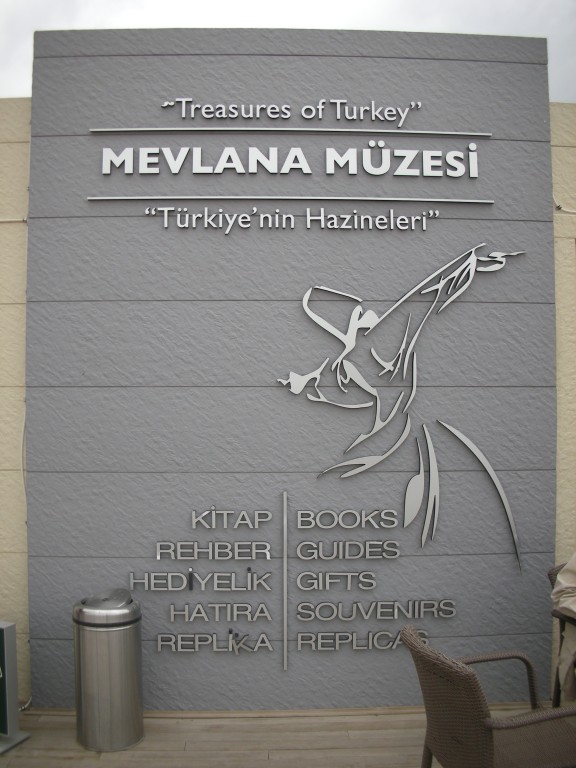 "Treasures of Turkey"
MEVLANA MÜZESİ
"Türkiye'nin Hazineleri"
KİTAP BOOKS
REHBER GUIDES
HEDİYELİK GIFTS
HATIRA SOUVENIRS
REPLİKA REPLICAS